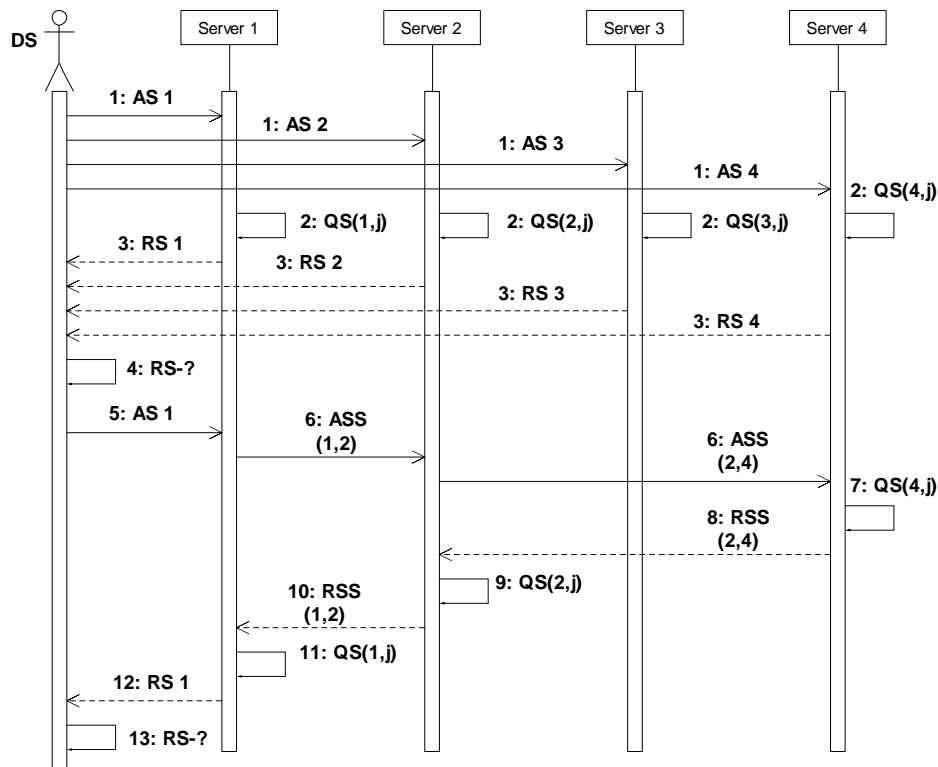 DS
Server 1
Server 2
Server 3
Server 4
1: AS 1
1: AS 2
1: AS 3
1: AS 4
2: QS(4,j)
2: QS(1,j)
2: QS(2,j)
2: QS(3,j)
3: RS 1
3: RS 2
3: RS 3
3: RS 4
4: RS-?
5: AS 1
6: ASS
(1,2)
6: ASS
(2,4)
7: QS(4,j)
8: RSS
(2,4)
9: QS(2,j)
10: RSS
(1,2)
11: QS(1,j)
12: RS 1
13: RS-?